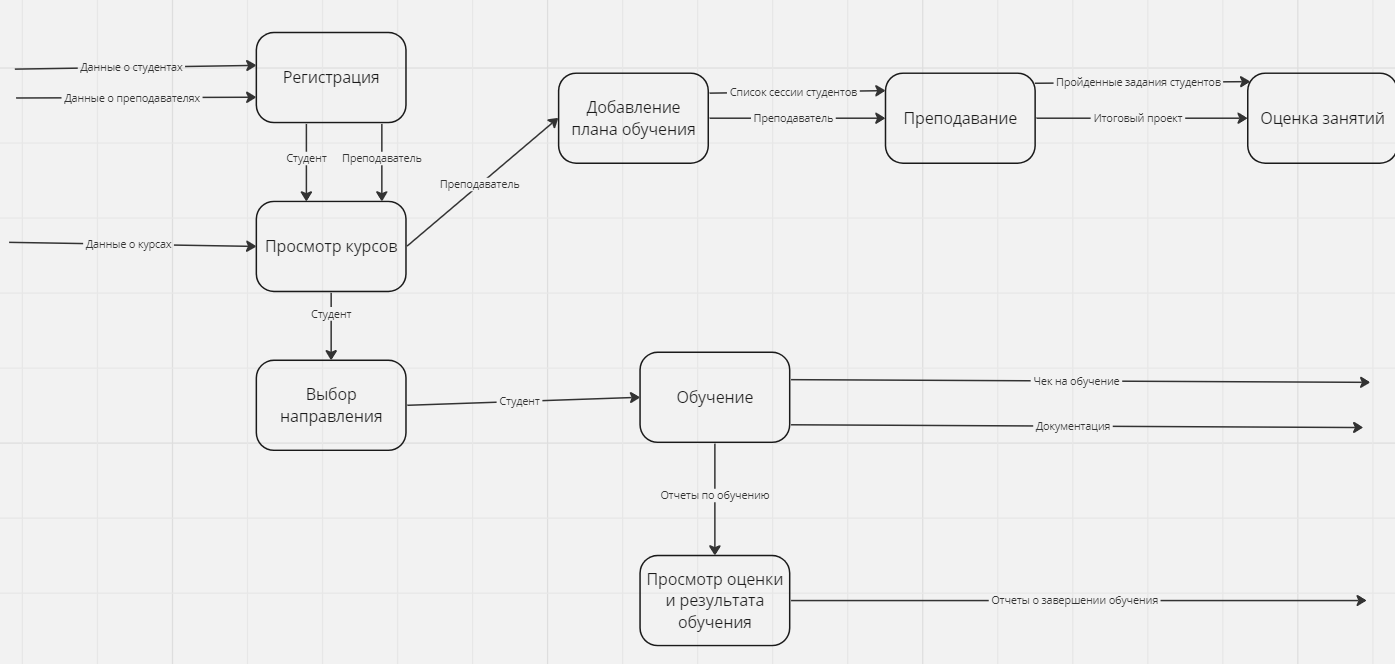 Данные о студентах
Данные о преподавателях
Регистрация
Студент
Преподаватель
Данные о курсах
Просмотр курсов
Преподаватель
Добавление
плана обучения
Список сессии студентов
Преподаватель
Преподавание
Пройденные задания студентов
Итоговый проект
Оценка занятий
Студент
Выбор
направления
Студент
Обучение
Чек на обучение
Документация
Отчеты по обучению
Просмотр оценки
и результата
обучения
Отчеты о завершении обучения